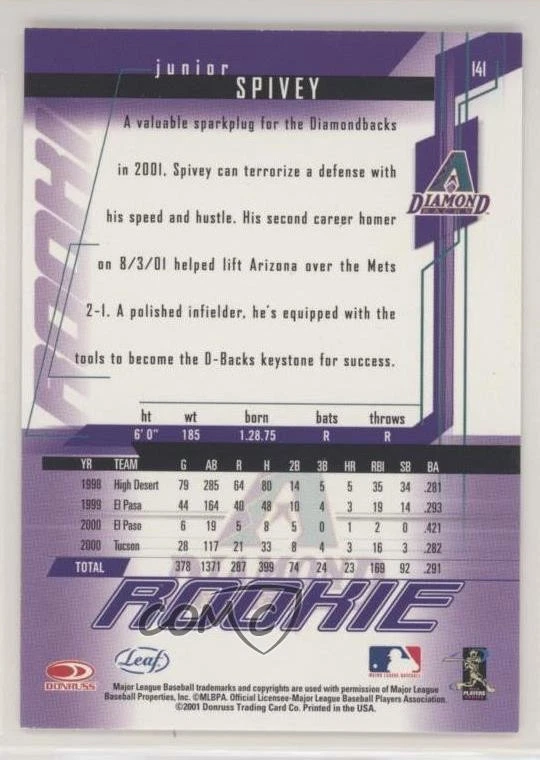 junior
SPIVEY
141
ROOKIE
A valuable sparkplug for the Diamondbacks
in 2001, Spivey can terrorize a defense with
his speed and hustle. His second career homer
on 8/3/01 helped lift Arizona over the Mets
2-1. A polished infielder, he's equipped with the
tools to become the D-Backs keystone for success.
DIAMOND
BACKS
ht wt born bats throws
6' 0" 185 1.28.75 R R
YR TEAM G AB R H 2B 3B HR RBI SB BA
1998 High Desert 79 285 64 80 14 5 5 35 34 .281
1999 El Paso 44 164 40 48 10 4 3 19 14 .293
2000 El Paso 6 19 5 8 5 0 1 2 0 .421
2000 Tucson 28 117 21 33 8 3 16 3 .282
TOTAL 378 1371 287 399 74 24 23 169 92 .291
ROOKIE
COMC
DONRUSS
Leaf
MAJOR LEAGUE BASEBALL
PLAYERS
Major League Baseball trademarks and copyrights are used with permission of Major League
Baseball Properties, Inc. ©MLBPA. Official Licensee-Major League Baseball Players Association.
©2001 Donruss Trading Card Co. Printed in the USA.